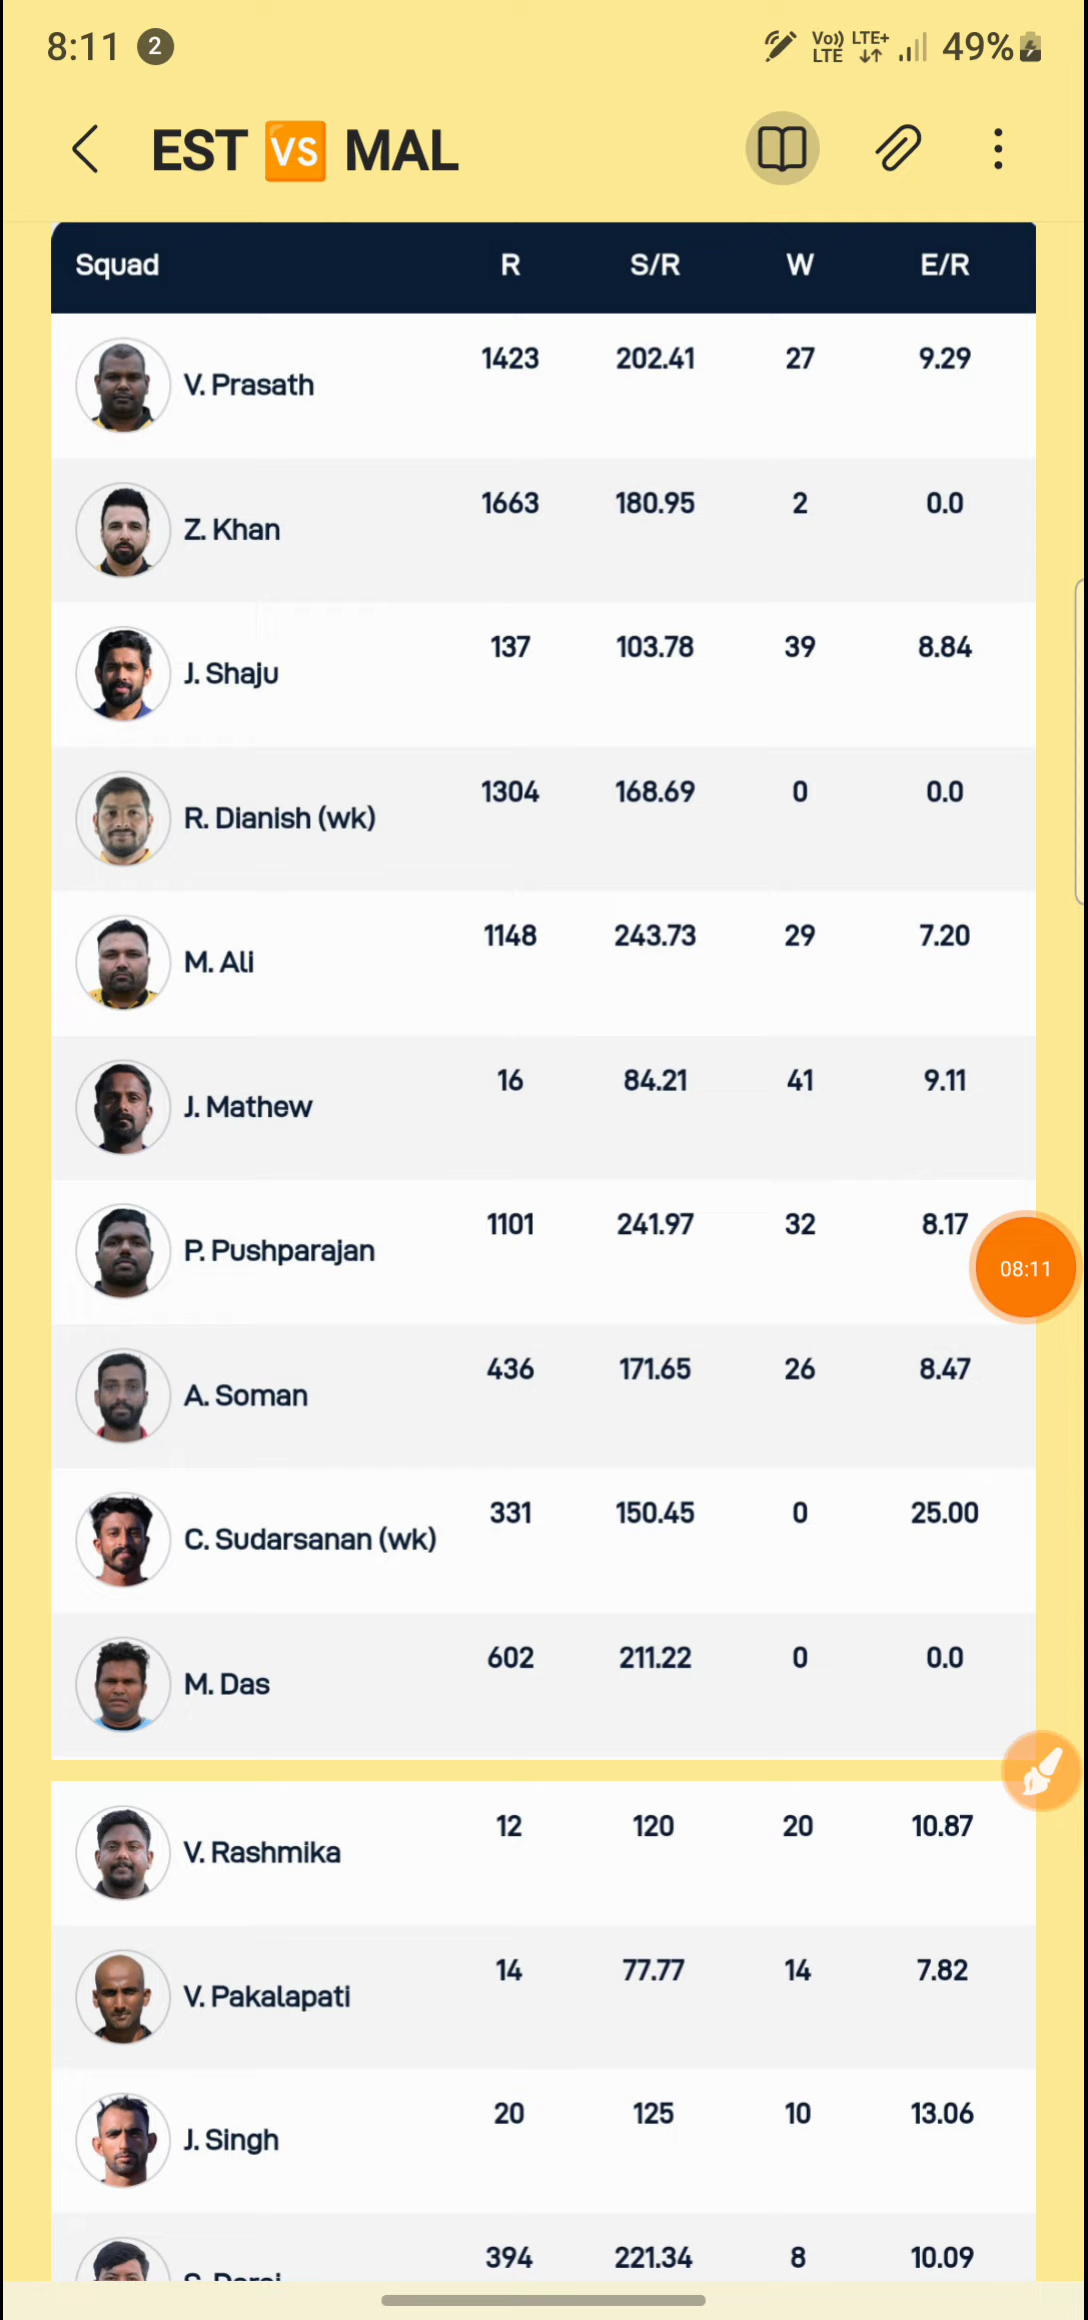 8:11 2 Vo)) LTE LTE+ 49%
EST VS MAL
Squad R S/R W E/R
V. Prasath 1423 202.41 27 9.29
Z. Khan 1663 180.95 2 0.0
J. Shaju 137 103.78 39 8.84
R. Dianish (wk) 1304 168.69 0 0.0
M. Ali 1148 243.73 29 7.20
J. Mathew 16 84.21 41 9.11
P. Pushparajan 1101 241.97 32 8.17
08:11
A. Soman 436 171.65 26 8.47
C. Sudarsanan (wk) 331 150.45 0 25.00
M. Das 602 211.22 0 0.0
V. Rashmika 12 120 20 10.87
V. Pakalapati 14 77.77 14 7.82
J. Singh 20 125 10 13.06
394 221.34 8 10.09